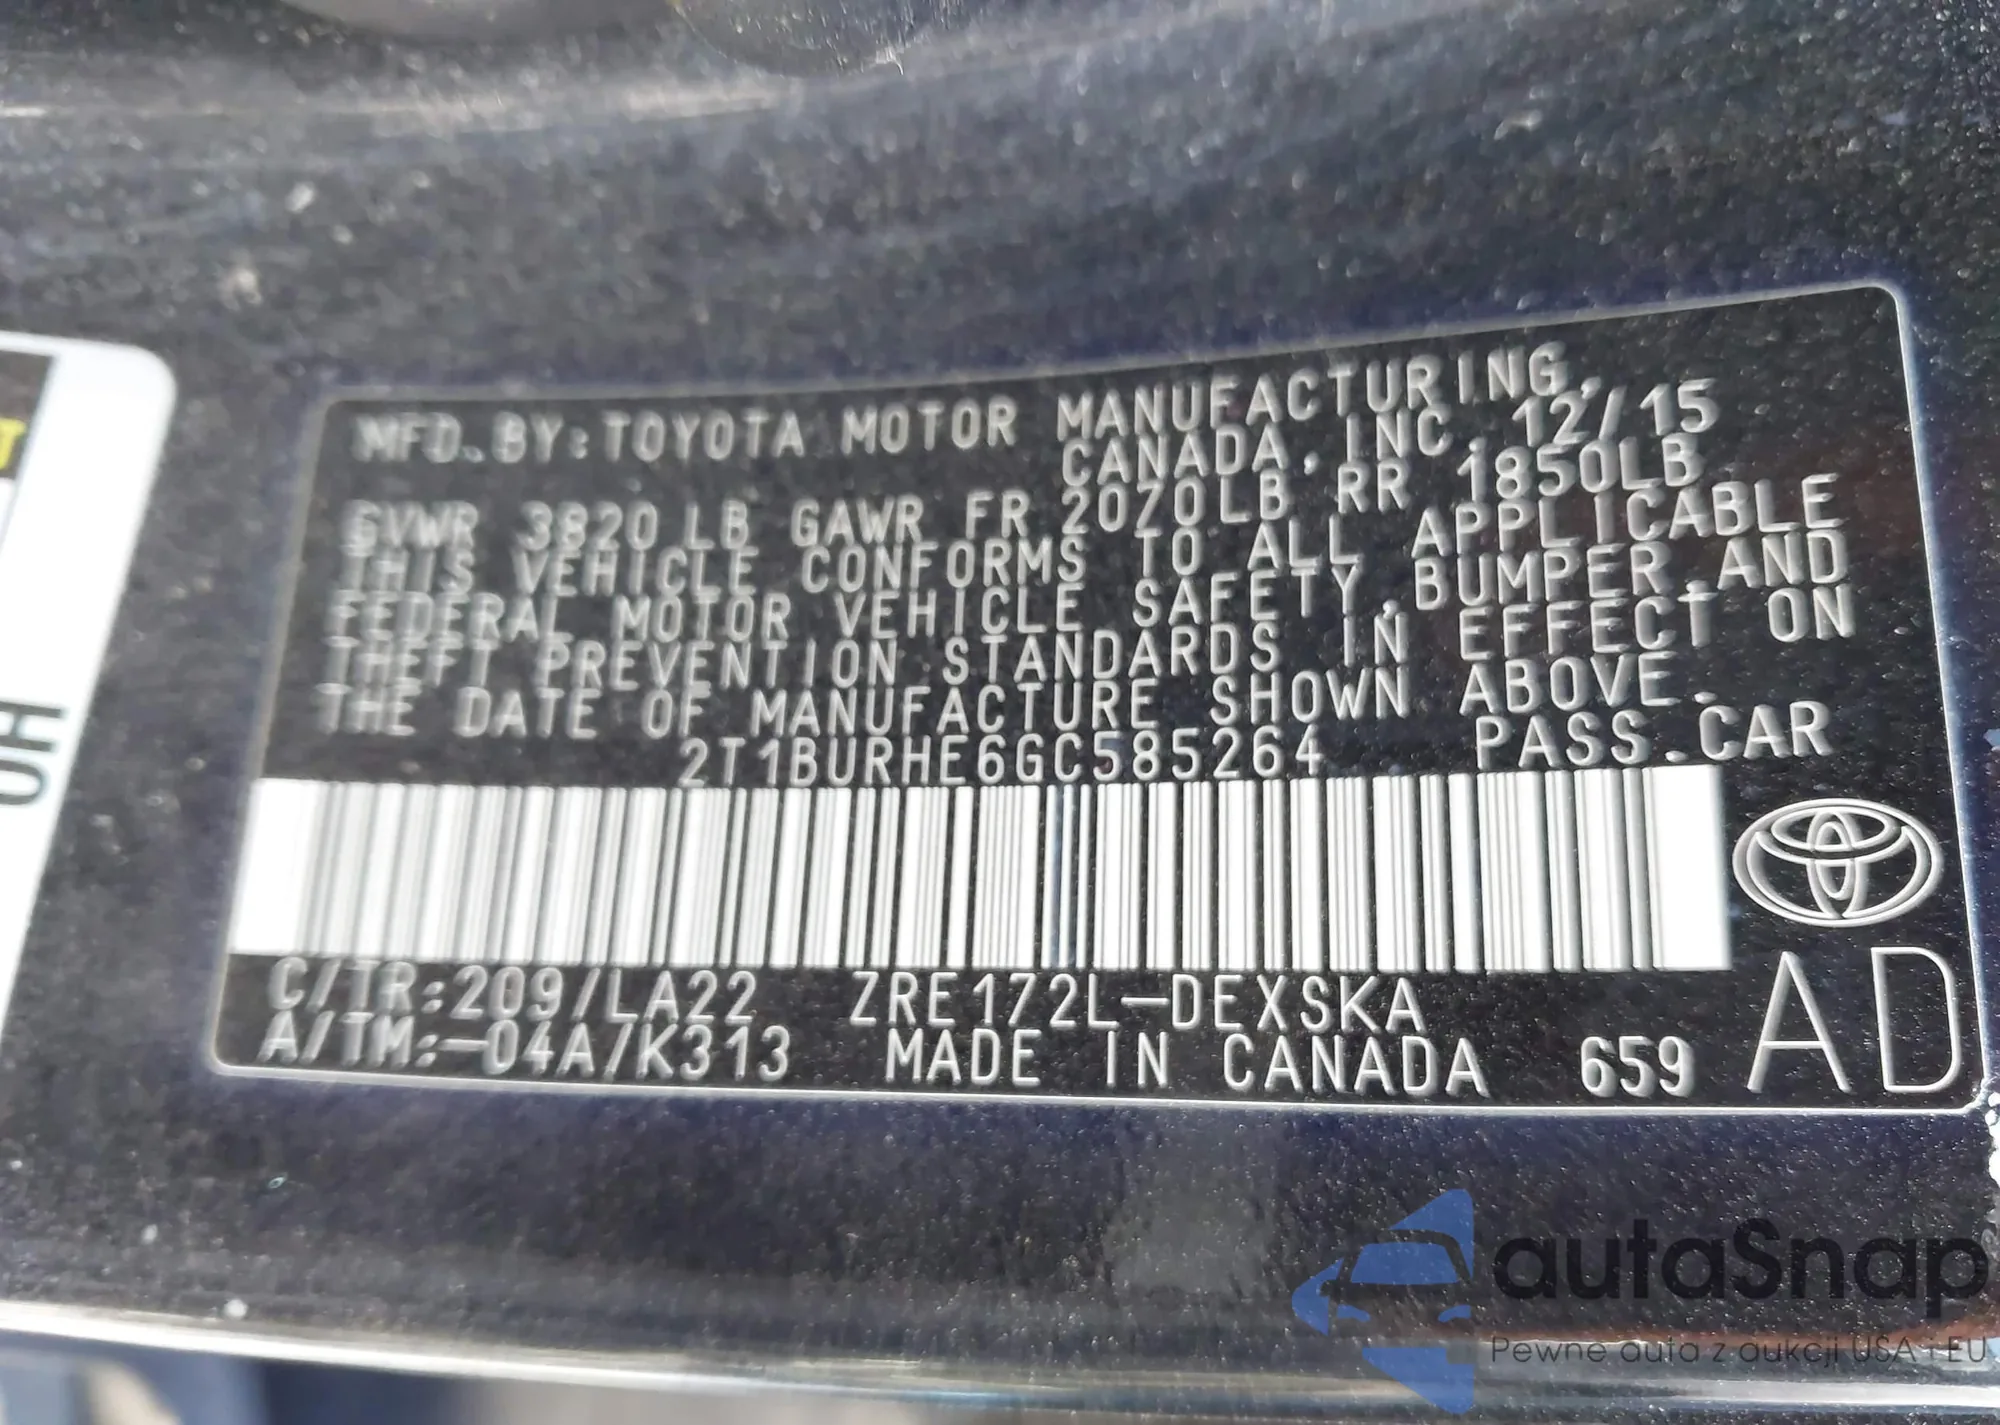 MFD.BY:TOYOTA MOTOR MANUFACTURING,
CANADA, INC. 12/15
GVWR 3820 LB GAWR FR 2070LB RR 1850LB
THIS VEHICLE CONFORMS TO ALL APPLICABLE
FEDERAL MOTOR VEHICLE SAFETY,BUMPER,AND
THEFT PREVENTION STANDARDS IN EFFECT ON
THE DATE OF MANUFACTURE SHOWN ABOVE.
2T1BURHE6GC585264 PASS.CAR
C/TR:209/LA22 ZRE172L-DEXSKA
A/TM:-04A/K313 MADE IN CANADA 659
AD
T
HO
autaSnap
Pewne auta z aukcji USA i EU